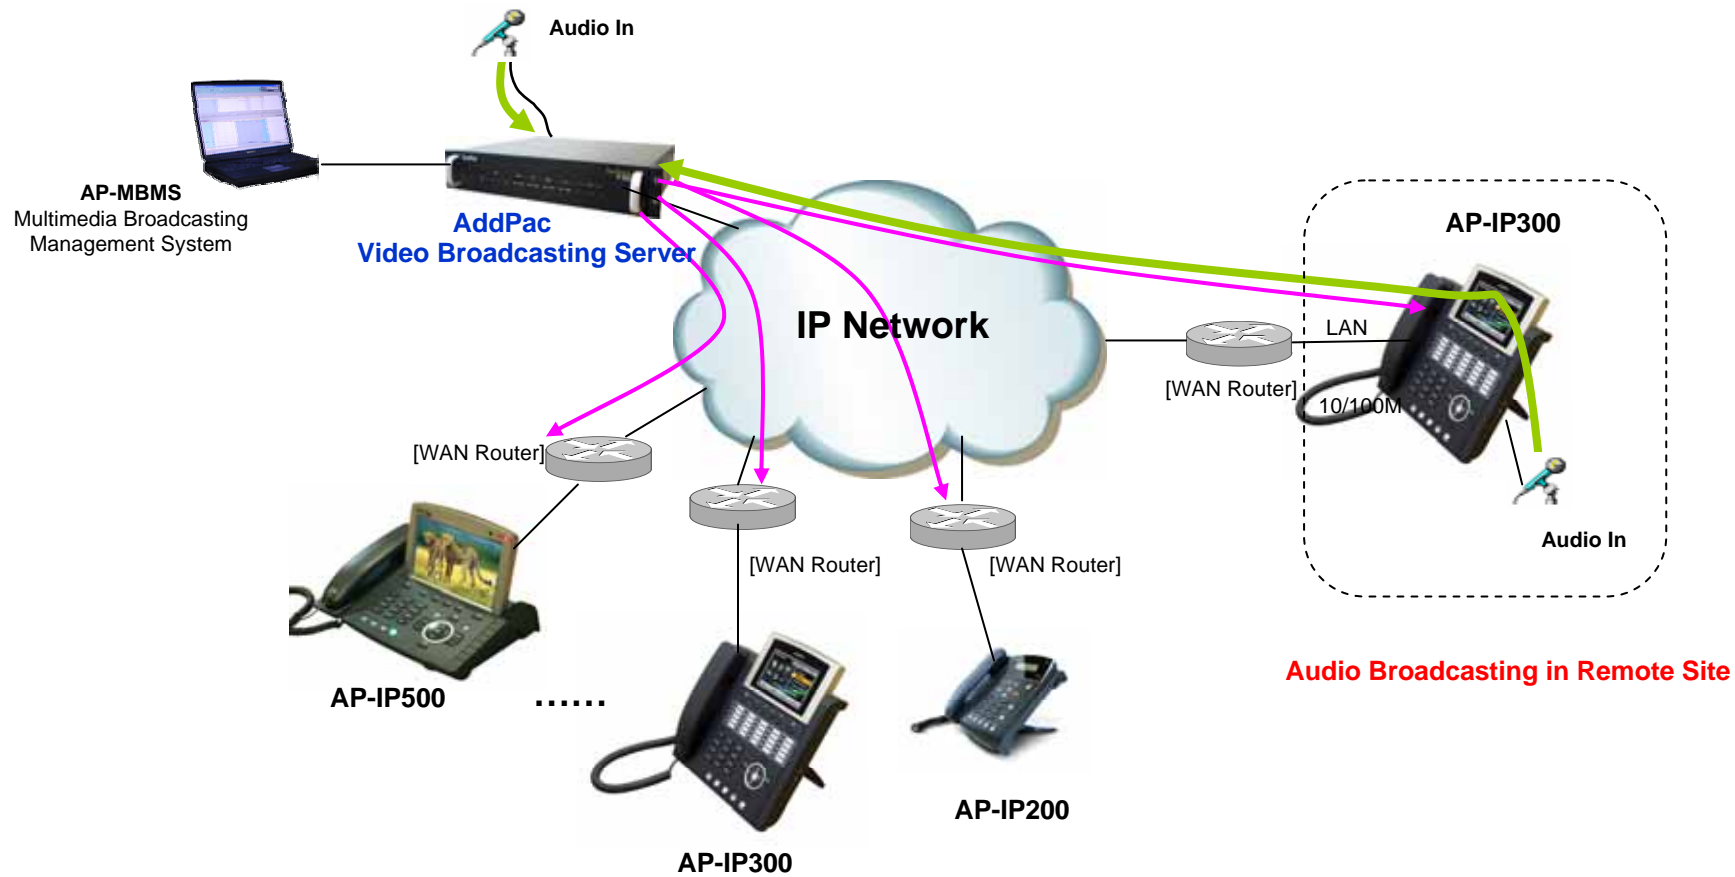 Audio In
AP-MBMS
Multimedia Broadcasting
Management System
AddPac
Video Broadcasting Server
AP-IP300
IP Network
LAN
[WAN Router]
10/100M
[WAN Router]
Audio In
[WAN Router]
[WAN Router]
Audio Broadcasting in Remote Site
AP-IP500
......
AP-IP200
AP-IP300